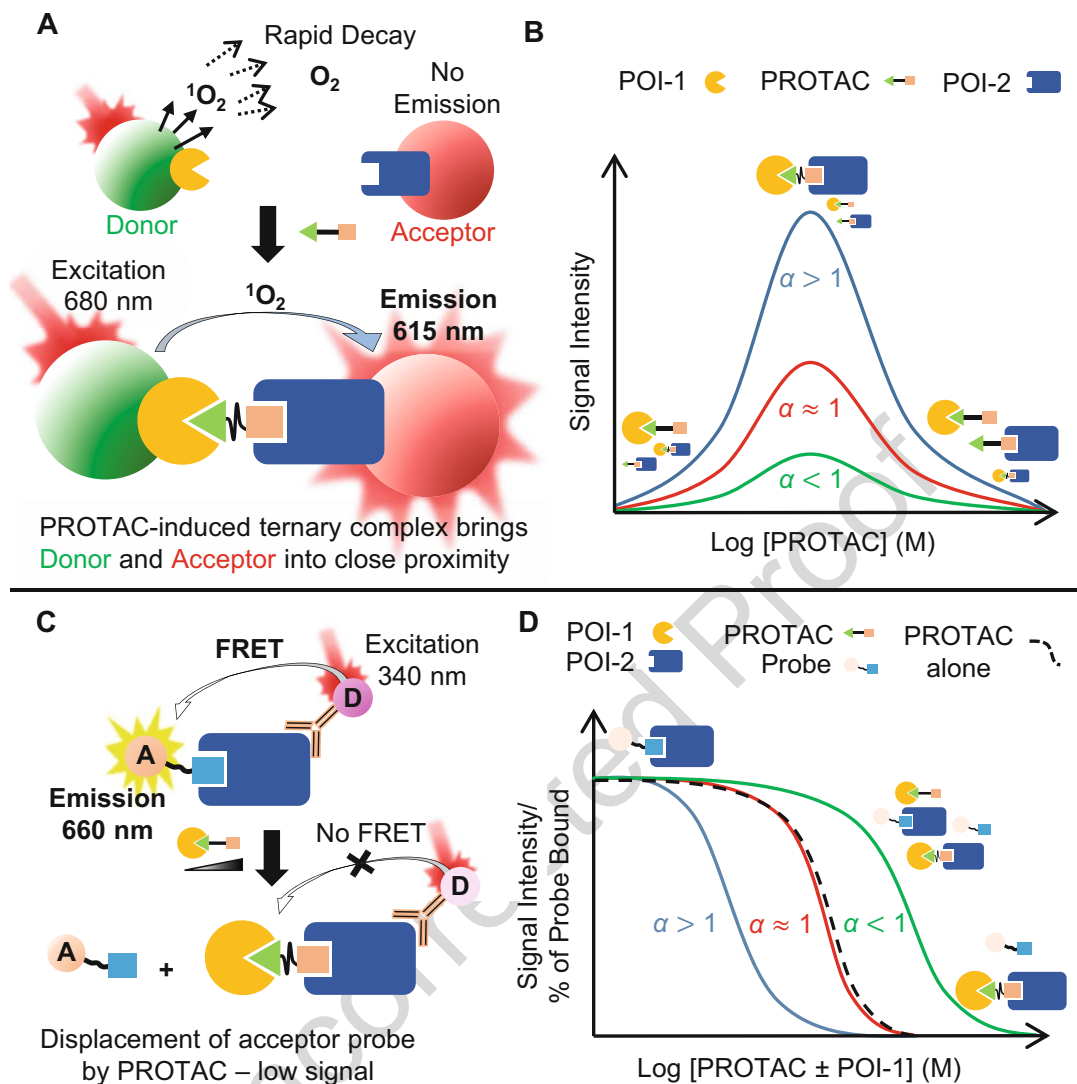 A
Rapid Decay
¹O₂
O₂
No
Emission
Donor
Acceptor
Excitation
680 nm
¹O₂
Emission
615 nm
PROTAC-induced ternary complex brings
Donor and Acceptor into close proximity
B
POI-1 PROTAC POI-2
Signal Intensity
α > 1
α ≈ 1
α < 1
Log [PROTAC] (M)
C
FRET
Excitation
340 nm
D
A
Emission
660 nm
No FRET
D
A
+
Displacement of acceptor probe
by PROTAC – low signal
D
POI-1 PROTAC PROTAC
POI-2 Probe alone
Signal Intensity/
% of Probe Bound
α > 1 α ≈ 1 α < 1
Log [PROTAC ± POI-1] (M)